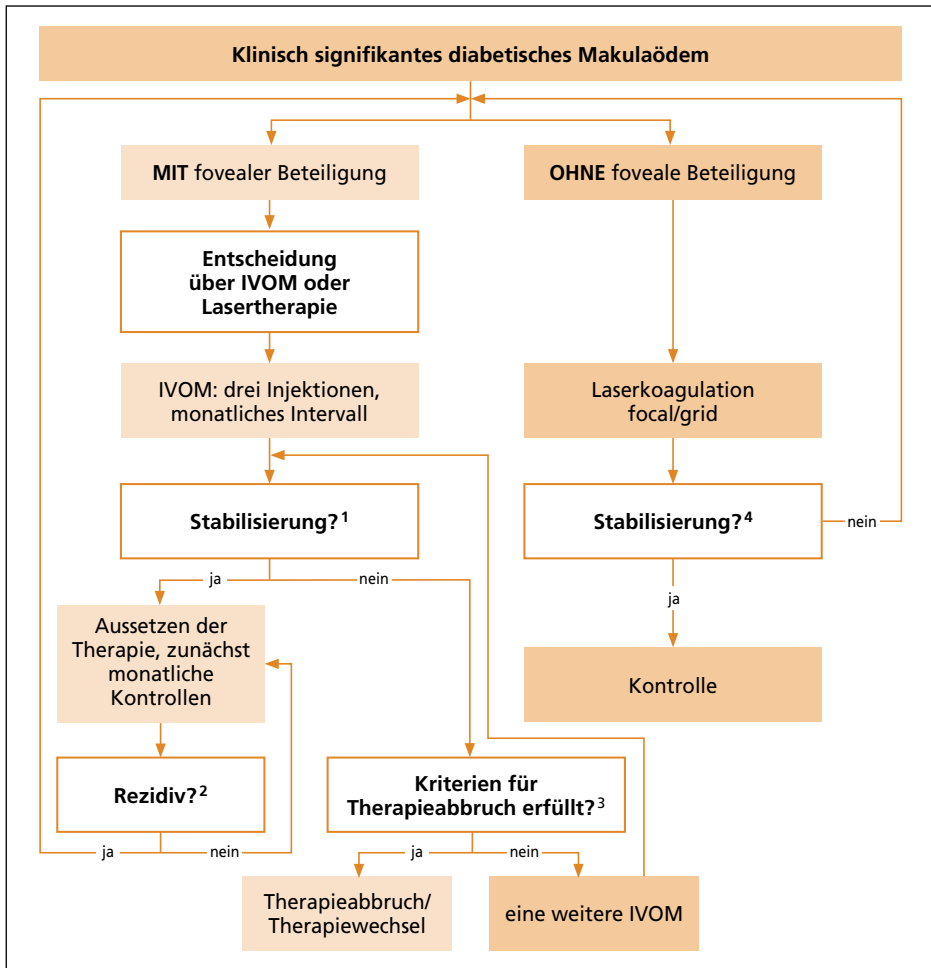 Klinisch signifikantes diabetisches Makulaödem
MIT fovealer Beteiligung
OHNE foveale Beteiligung
Entscheidung
über IVOM oder
Lasertherapie
IVOM: drei Injektionen,
monatliches Intervall
Laserkoagulation
focal/grid
Stabilisierung?¹
Stabilisierung?⁴
nein
ja
nein
ja
Aussetzen der
Therapie, zunächst
monatliche
Kontrollen
Kontrolle
Rezidiv?²
Kriterien für
Therapieabbruch erfüllt?³
ja
nein
ja
nein
Therapieabbruch/
Therapiewechsel
eine weitere IVOM